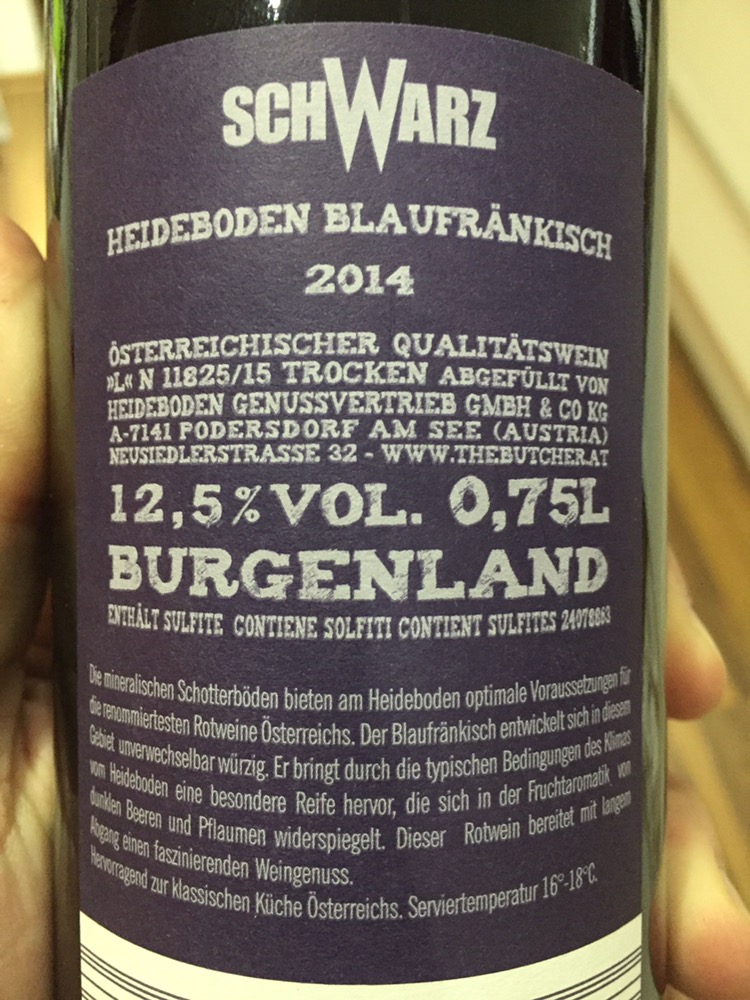 SCHWARZ
HEIDEBODEN BLAUFRÄNKISCH
2014
ÖSTERREICHISCHER QUALITÄTSWEIN
»L« N 11825/15 TROCKEN ABGEFÜLLT VON
HEIDEBODEN GENUSSVERTRIEB GMBH & CO KG
A-7141 PODERSDORF AM SEE (AUSTRIA)
NEUSIEDLERSTRASSE 32 - WWW.THEBUTCHER.AT
12,5% VOL. 0,75L
BURGENLAND
ENTHÄLT SULFITE CONTIENE SOLFITI CONTIENT SULFITES 24078853
Die mineralischen Schotterböden bieten am Heideboden optimale Voraussetzungen für
die renommiertesten Rotweine Österreichs. Der Blaufränkisch entwickelt sich in diesem
Gebiet unverwechselbar würzig. Er bringt durch die typischen Bedingungen des Klimas
vom Heideboden eine besondere Reife hervor, die sich in der Fruchtaromatik von
dunklen Beeren und Pflaumen widerspiegelt. Dieser Rotwein bereitet mit langem
Abgang einen faszinierenden Weingenuss.
Hervorragend zur klassischen Küche Österreichs. Serviertemperatur 16°-18°C.